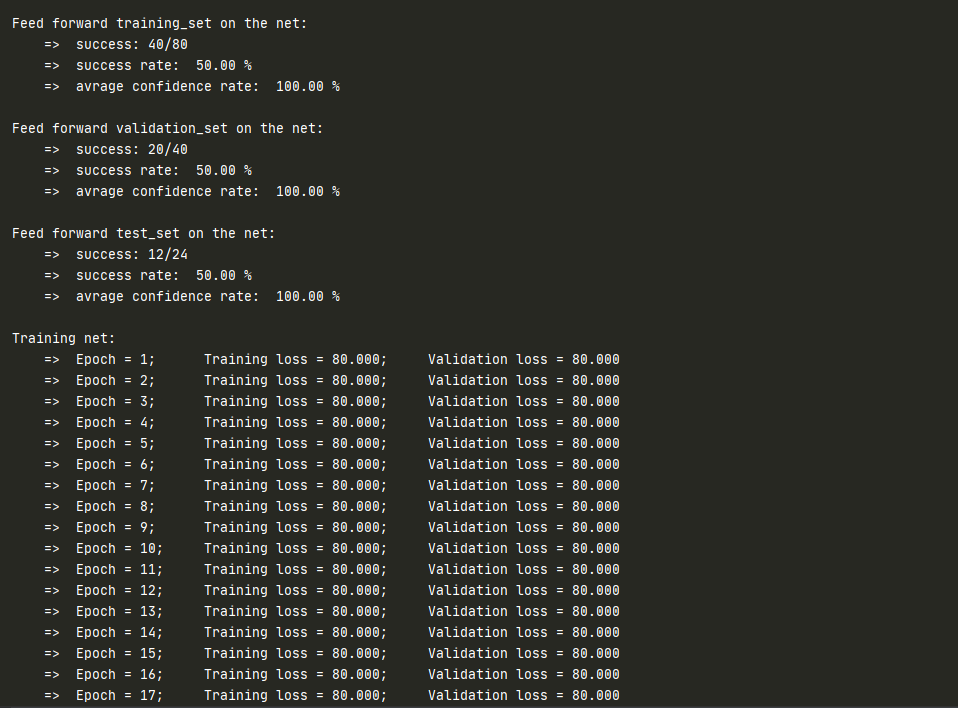 Feed forward training_set on the net:
=> success: 40/80
=> success rate: 50.00 %
=> avrage confidence rate: 100.00 %
Feed forward validation_set on the net:
=> success: 20/40
=> success rate: 50.00 %
=> avrage confidence rate: 100.00 %
Feed forward test_set on the net:
=> success: 12/24
=> success rate: 50.00 %
=> avrage confidence rate: 100.00 %
Training net:
=> Epoch = 1; Training loss = 80.000; Validation loss = 80.000
=> Epoch = 2; Training loss = 80.000; Validation loss = 80.000
=> Epoch = 3; Training loss = 80.000; Validation loss = 80.000
=> Epoch = 4; Training loss = 80.000; Validation loss = 80.000
=> Epoch = 5; Training loss = 80.000; Validation loss = 80.000
=> Epoch = 6; Training loss = 80.000; Validation loss = 80.000
=> Epoch = 7; Training loss = 80.000; Validation loss = 80.000
=> Epoch = 8; Training loss = 80.000; Validation loss = 80.000
=> Epoch = 9; Training loss = 80.000; Validation loss = 80.000
=> Epoch = 10; Training loss = 80.000; Validation loss = 80.000
=> Epoch = 11; Training loss = 80.000; Validation loss = 80.000
=> Epoch = 12; Training loss = 80.000; Validation loss = 80.000
=> Epoch = 13; Training loss = 80.000; Validation loss = 80.000
=> Epoch = 14; Training loss = 80.000; Validation loss = 80.000
=> Epoch = 15; Training loss = 80.000; Validation loss = 80.000
=> Epoch = 16; Training loss = 80.000; Validation loss = 80.000
=> Epoch = 17; Training loss = 80.000; Validation loss = 80.000